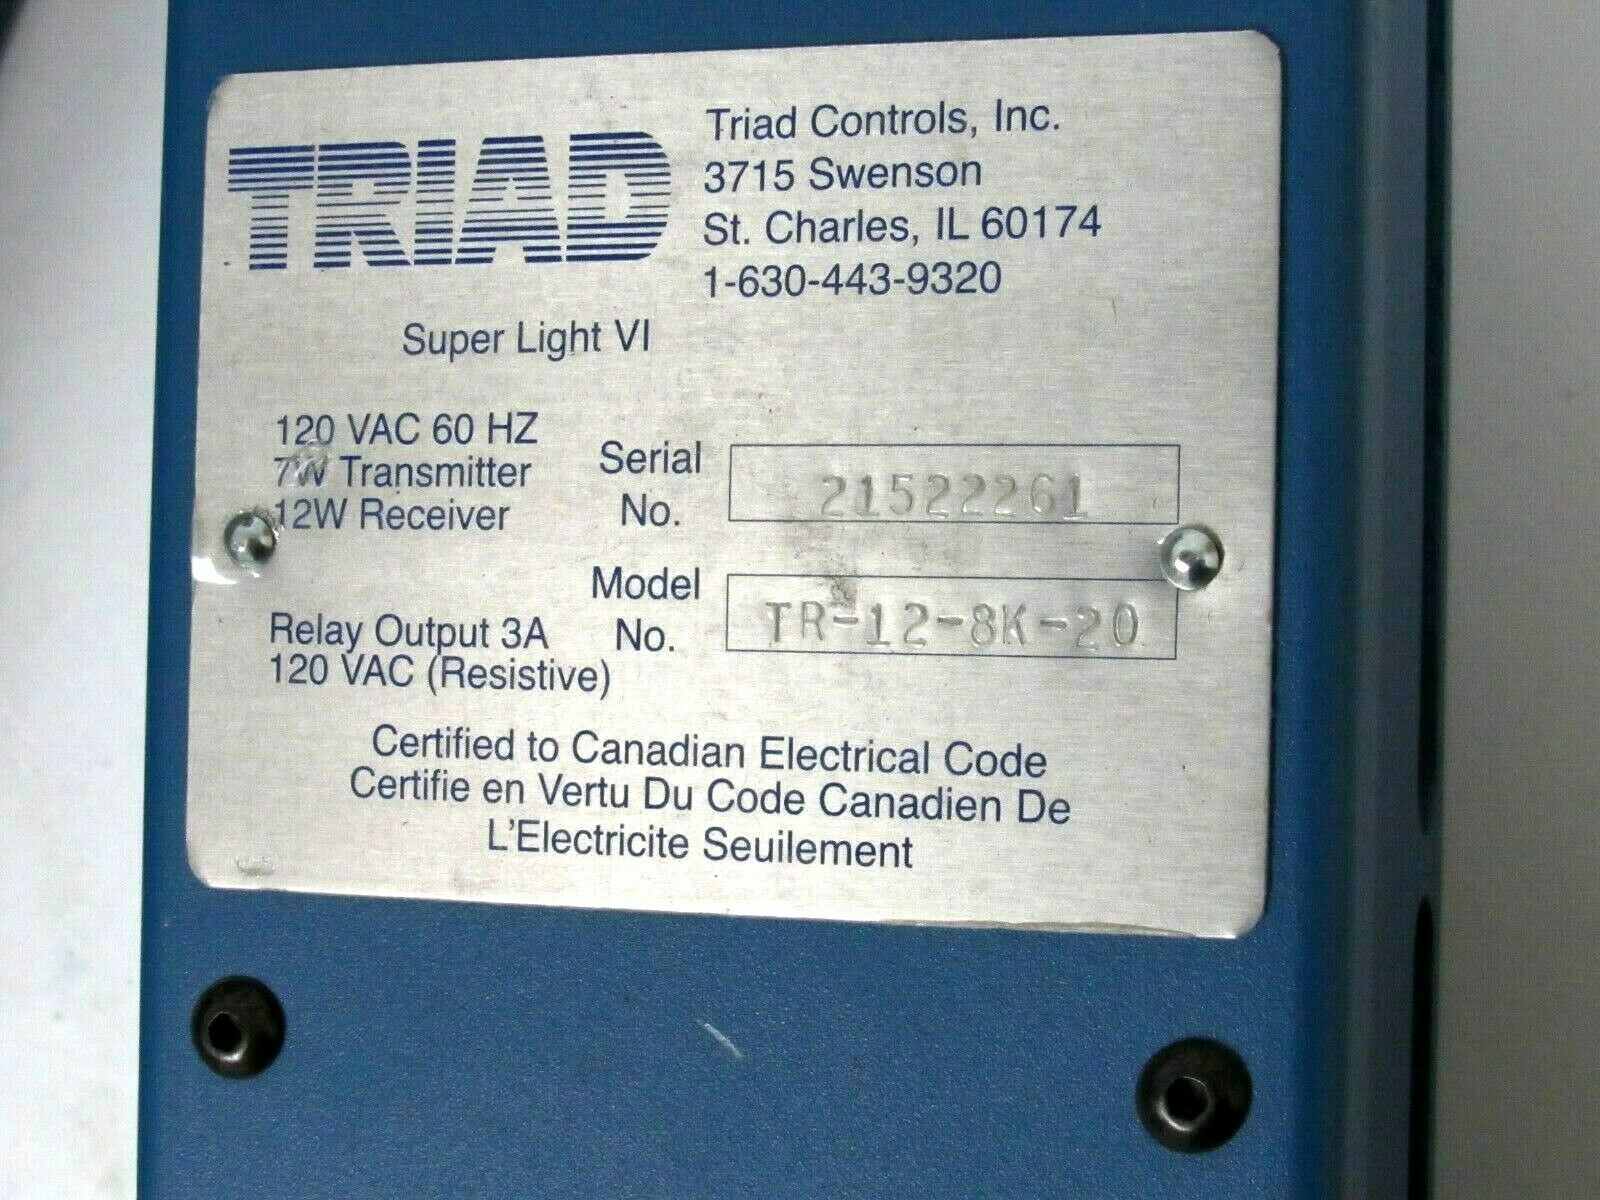 TRIAD
Triad Controls, Inc.
3715 Swenson
St. Charles, IL 60174
1-630-443-9320
Super Light VI
120 VAC 60 HZ
7W Transmitter
12W Receiver
Serial
No.
21522261
Model
No.
TR-12-8K-20
Relay Output 3A
120 VAC (Resistive)
Certified to Canadian Electrical Code
Certifie en Vertu Du Code Canadien De
L'Electricite Seuilement